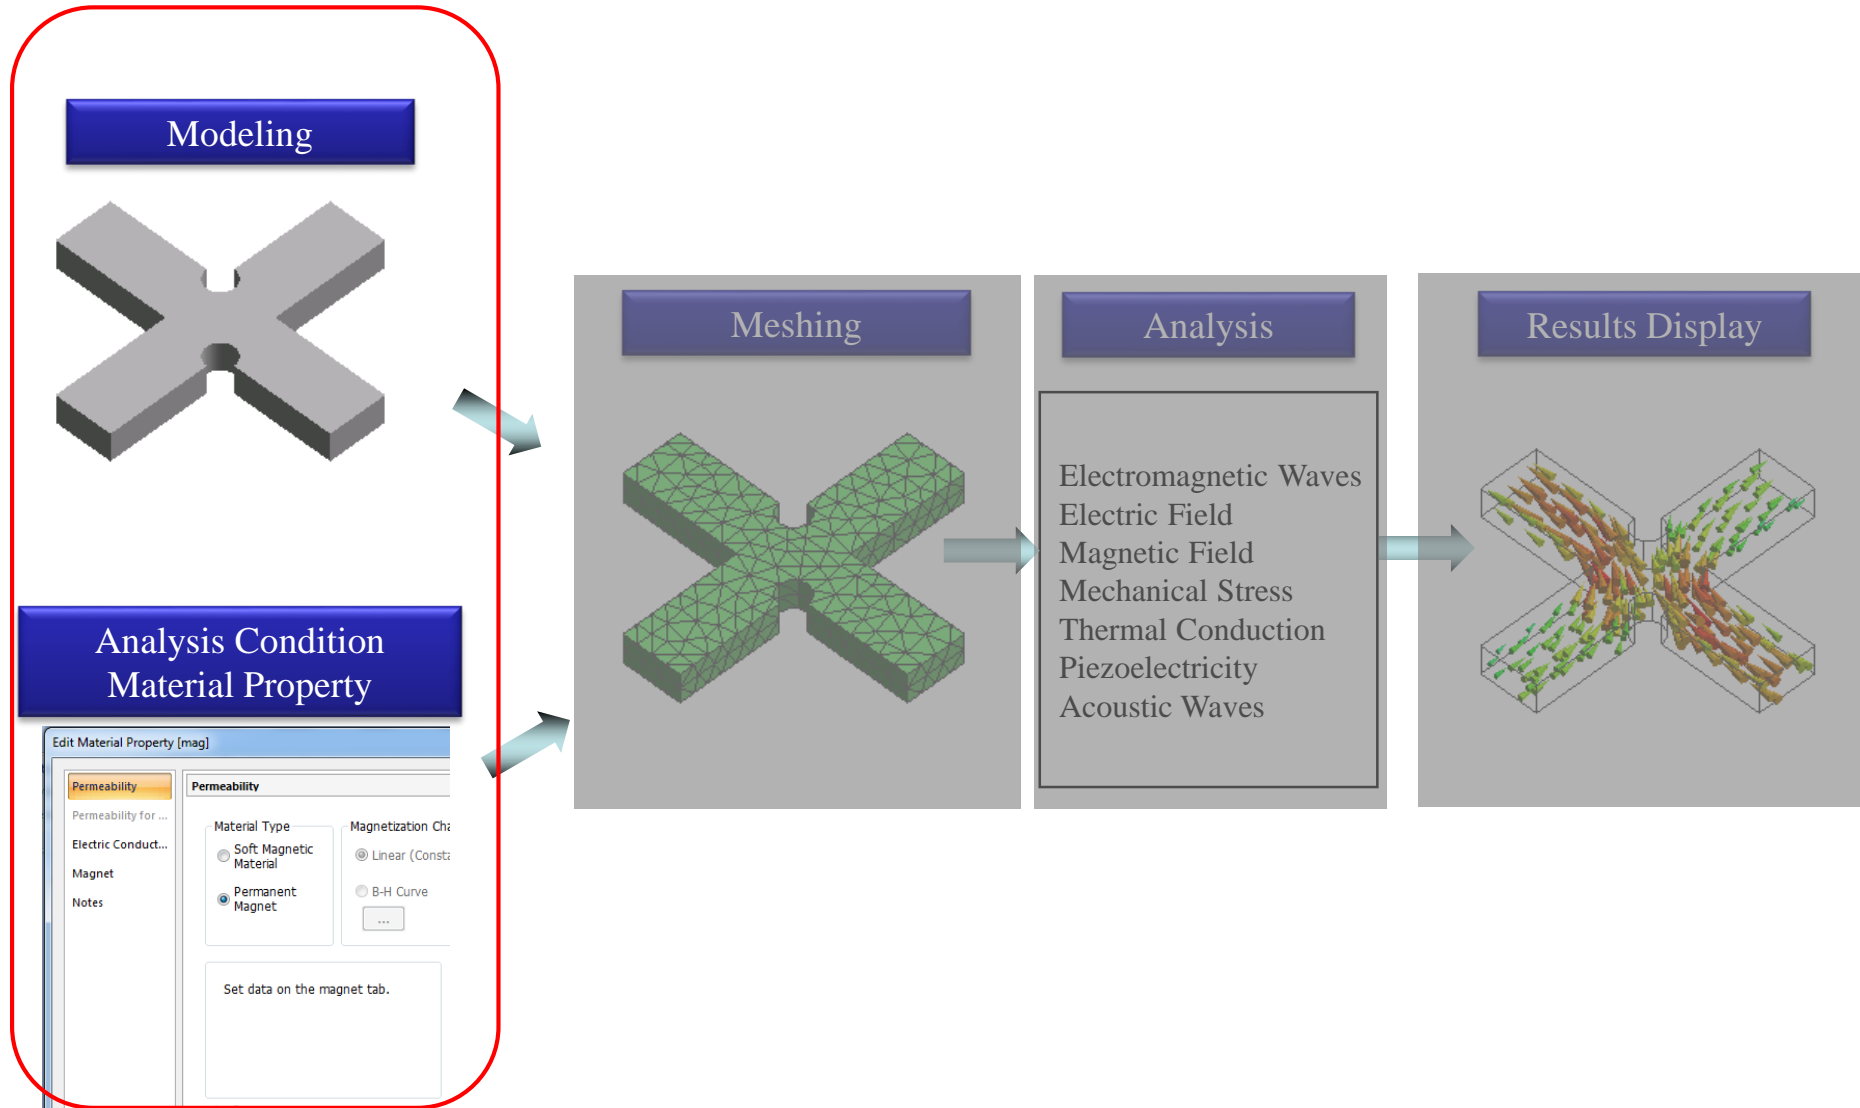 Modeling
Analysis Condition
Material Property
Edit Material Property [mag]
Permeability
Permeability for ...
Electric Conduct...
Magnet
Notes
Permeability
Material Type
Soft Magnetic
Material
Permanent
Magnet
Magnetization Cha
Linear (Consta
B-H Curve
...
Set data on the magnet tab.
Meshing
Analysis
Electromagnetic Waves
Electric Field
Magnetic Field
Mechanical Stress
Thermal Conduction
Piezoelectricity
Acoustic Waves
Results Display